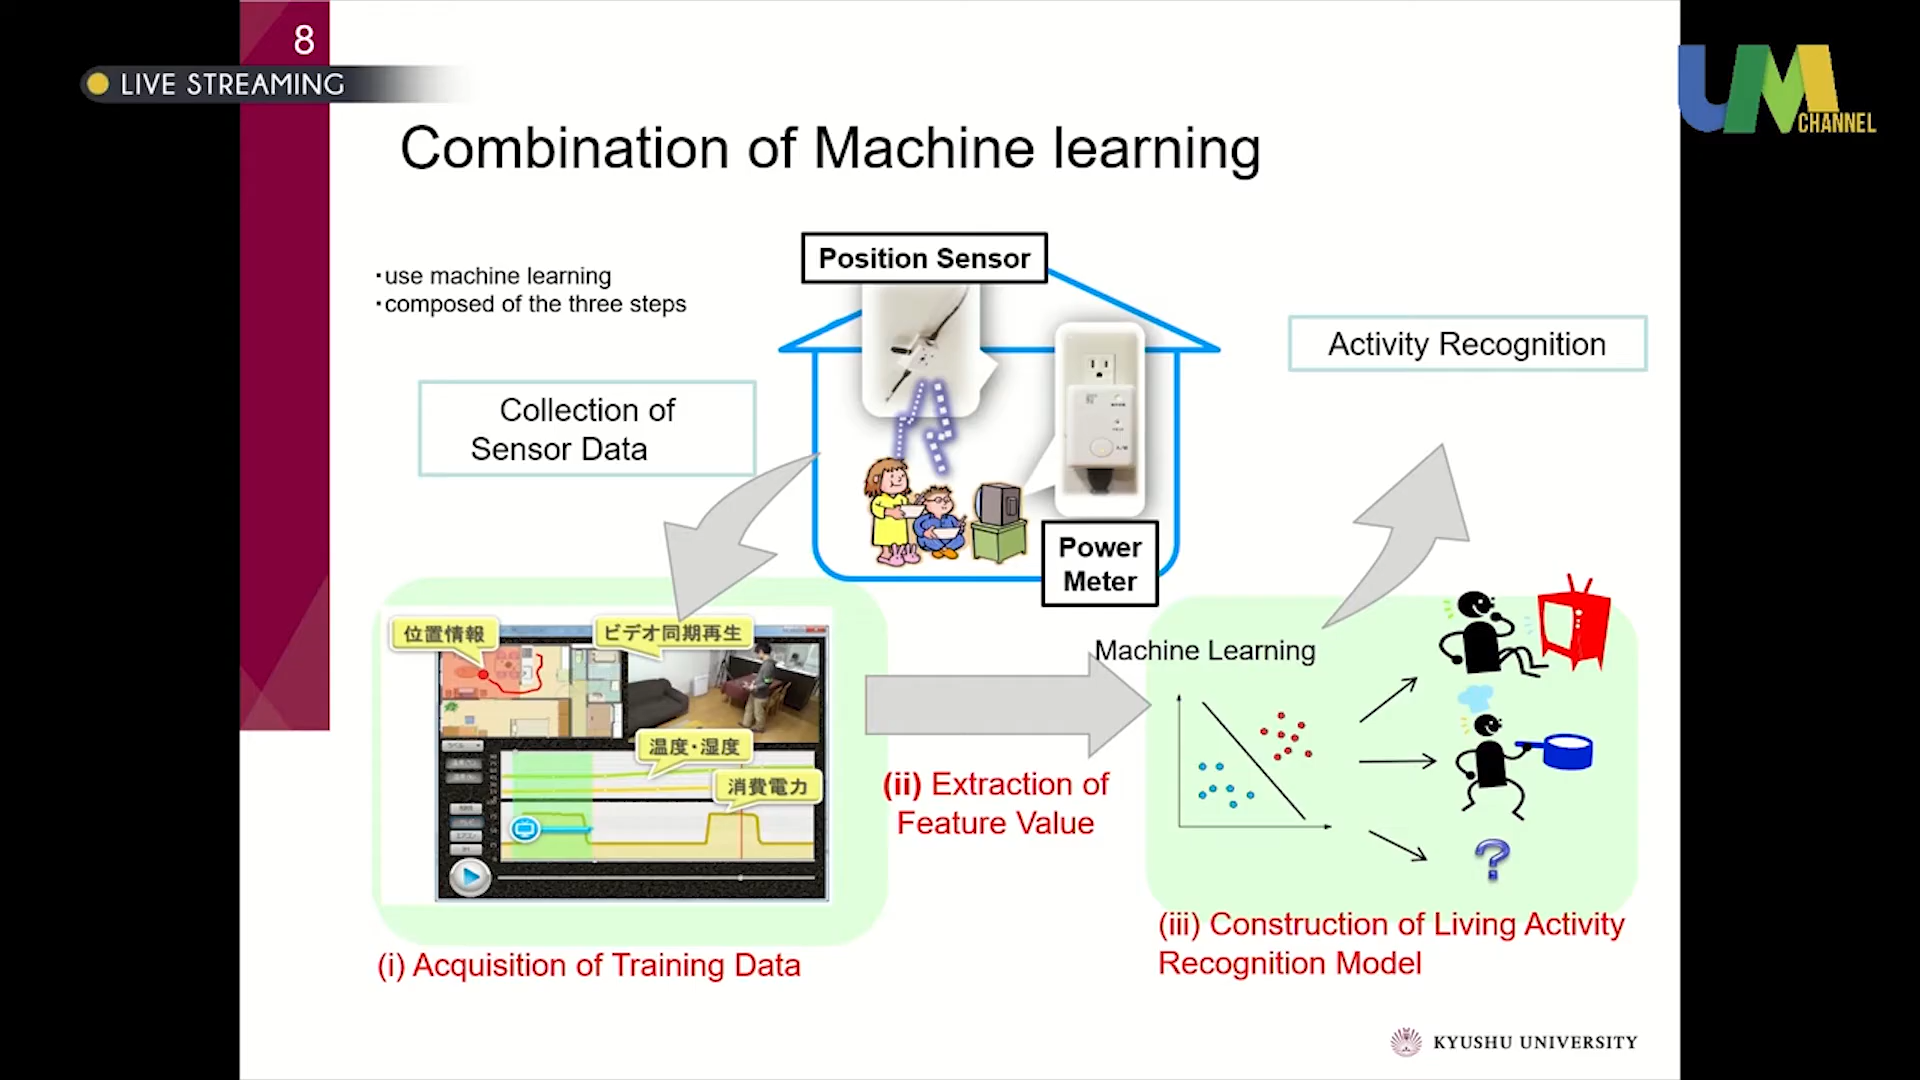 8
LIVE STREAMING
UM
CHANNEL
Combination of Machine learning
・use machine learning
・composed of the three steps
Position Sensor
Activity Recognition
Collection of
Sensor Data
Power
Meter
位置情報
ビデオ同期再生
温度・湿度
消費電力
Machine Learning
(ii) Extraction of
Feature Value
(i) Acquisition of Training Data
(iii) Construction of Living Activity
Recognition Model
KYUSHU UNIVERSITY